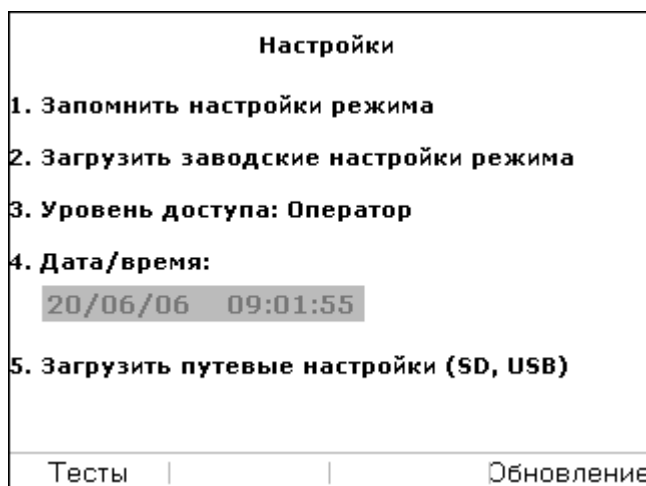 Настройки
1. Запомнить настройки режима
2. Загрузить заводские настройки режима
3. Уровень доступа: Оператор
4. Дата/время:
20/06/06 09:01:55
5. Загрузить путевые настройки (SD, USB)
Тесты Обновление